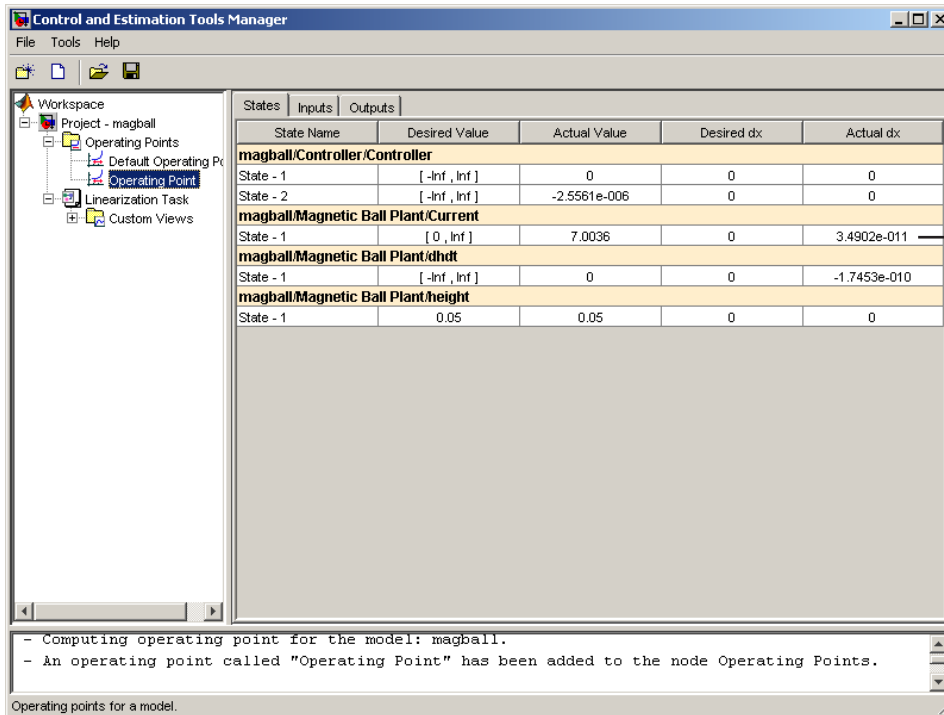 Control and Estimation Tools Manager
File Tools Help
Workspace
Project - magball
Operating Points
Default Operating Po
Operating Point
Linearization Task
Custom Views
States Inputs Outputs
State Name Desired Value Actual Value Desired dx Actual dx
magball/Controller/Controller
State - 1 [ -Inf , Inf ] 0 0 0
State - 2 [ -Inf , Inf ] -2.5561e-006 0 0
magball/Magnetic Ball Plant/Current
State - 1 [ 0 , Inf ] 7.0036 0 3.4902e-011
magball/Magnetic Ball Plant/dhdt
State - 1 [ -Inf , Inf ] 0 0 -1.7453e-010
magball/Magnetic Ball Plant/height
State - 1 0.05 0.05 0 0
- Computing operating point for the model: magball.
- An operating point called "Operating Point" has been added to the node Operating Points.
Operating points for a model.